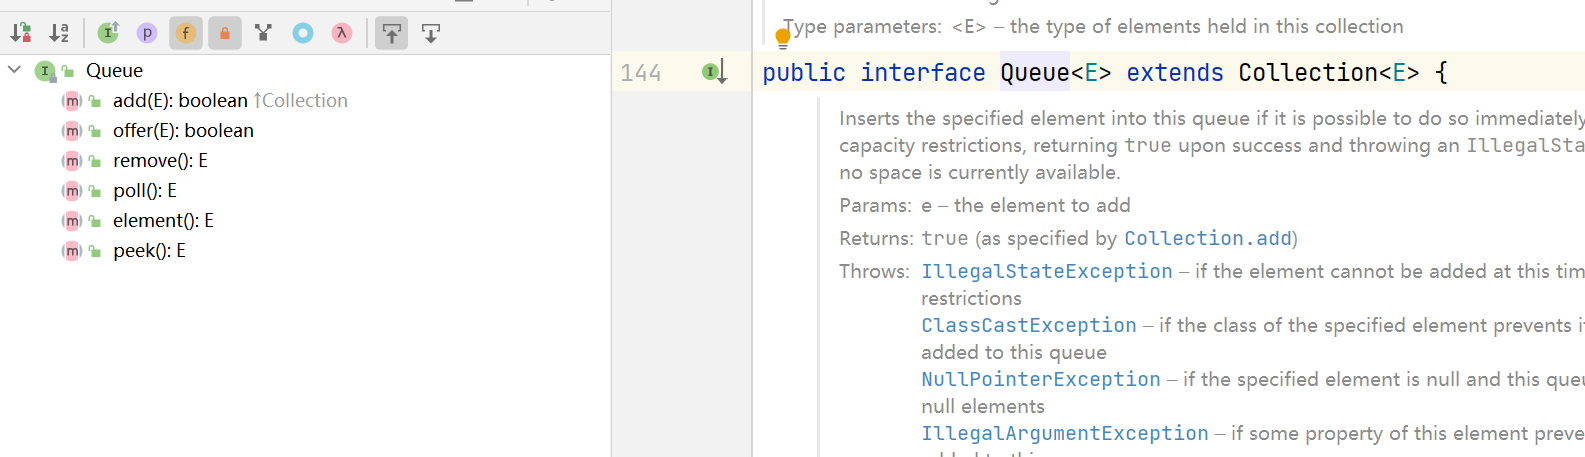 Queue
add(E): boolean ↑Collection
offer(E): boolean
remove(): E
poll(): E
element(): E
peek(): E
Type parameters: <E> – the type of elements held in this collection
144 public interface Queue<E> extends Collection<E> {
Inserts the specified element into this queue if it is possible to do so immediately
capacity restrictions, returning true upon success and throwing an IllegalSta
no space is currently available.
Params: e – the element to add
Returns: true (as specified by Collection.add)
Throws: IllegalStateException – if the element cannot be added at this tim
restrictions
ClassCastException – if the class of the specified element prevents i
added to this queue
NullPointerException – if the specified element is null and this que
null elements
IllegalArgumentException – if some property of this element preve